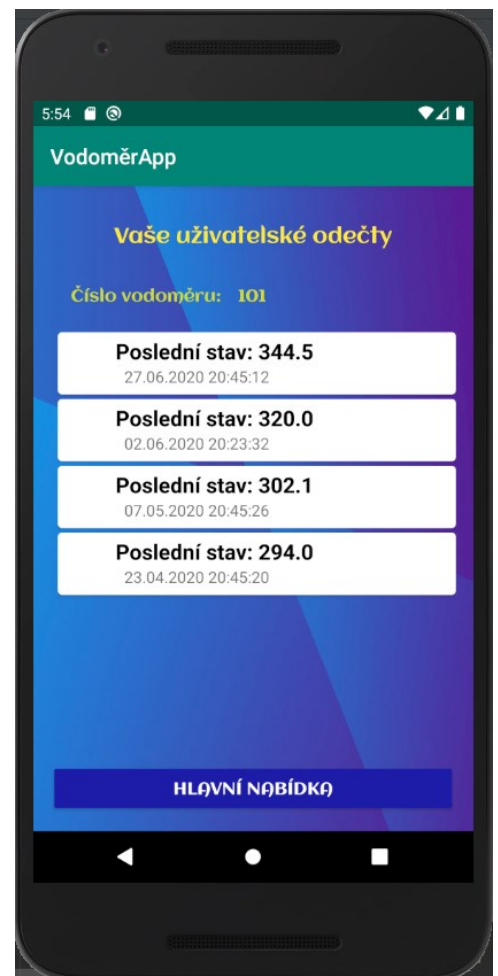 5:54
VodoměrApp
Vaše uživatelské odečty
Číslo vodoměru: 101
Poslední stav: 344.5
27.06.2020 20:45:12
Poslední stav: 320.0
02.06.2020 20:23:32
Poslední stav: 302.1
07.05.2020 20:45:26
Poslední stav: 294.0
23.04.2020 20:45:20
HLAVNÍ NABÍDKA